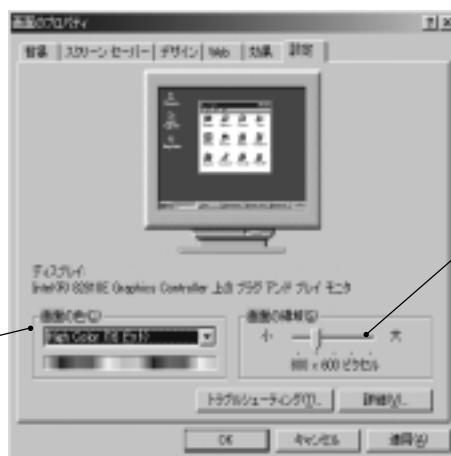 画面のプロパティ
背景 スクリーン セーバー デザイン Web 効果 設定
ディスプレイ:
Intel(R) 82810E Graphics Controller 上の プラグ アンド プレイ モニタ
画面の色(C)
High Color (16 ビット)
画面の領域(S)
小 大
800 x 600 ピクセル
トラブルシューティング(T)... 詳細(V)...
OK キャンセル 適用(A)